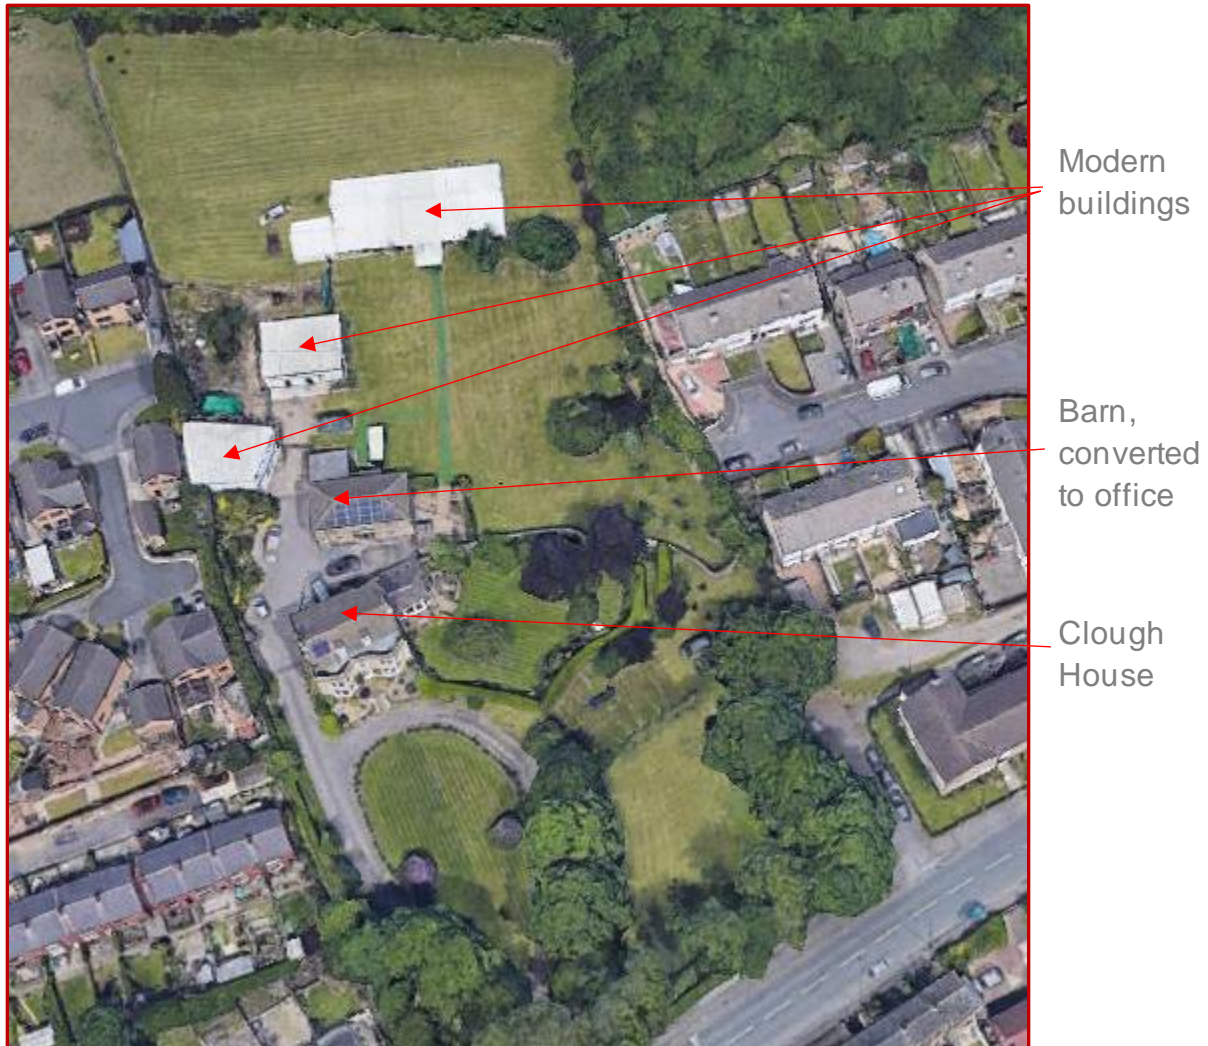 Modern
buildings
Barn,
converted
to office
Clough
House